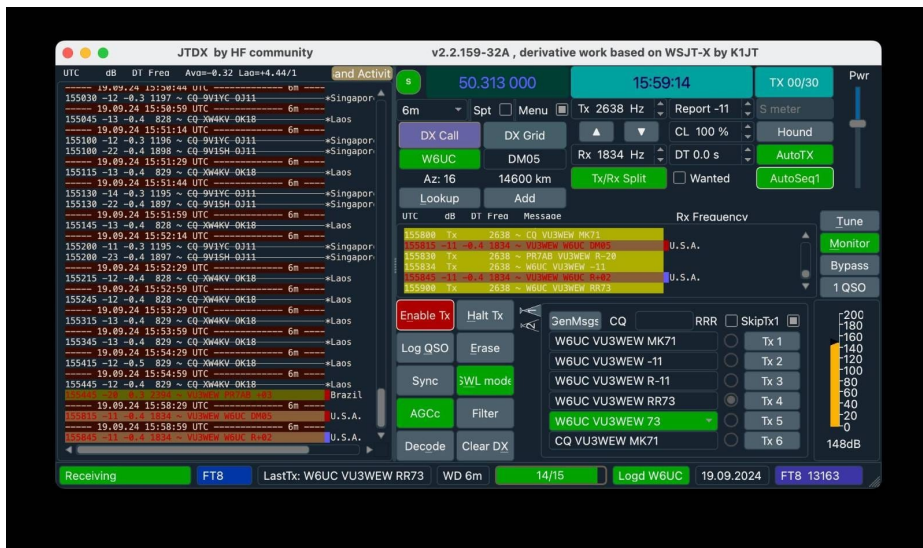 JTDX by HF community v2.2.159-32A , derivative work based on WSJT-X by K1JT
UTC dB DT Freq Avg=-0.32 Lag=+4.44/1
and Activit
19.09.24 15:50:44 UTC 6m
155030 -12 -0.3 1197 ~ CQ 9V1YC OJ11 *Singapor
19.09.24 15:50:59 UTC 6m
155045 -13 -0.4 828 ~ CQ XW4KV OK18 *Laos
19.09.24 15:51:14 UTC 6m
155100 -12 -0.3 1196 ~ CQ 9V1YC OJ11 *Singapor
155100 -22 -0.4 1898 ~ CQ 9V1SH OJ11 *Singapor
19.09.24 15:51:29 UTC 6m
155115 -13 -0.4 829 ~ CQ XW4KV OK18 *Laos
19.09.24 15:51:44 UTC 6m
155130 -14 -0.3 1195 ~ CQ 9V1YC OJ11 *Singapor
155130 -22 -0.4 1897 ~ CQ 9V1SH OJ11 *Singapor
19.09.24 15:51:59 UTC 6m
155145 -13 -0.4 828 ~ CQ XW4KV OK18 *Laos
19.09.24 15:52:14 UTC 6m
155200 -11 -0.3 1195 ~ CQ 9V1YC OJ11 *Singapor
155200 -23 -0.4 1897 ~ CQ 9V1SH OJ11 *Singapor
19.09.24 15:52:29 UTC 6m
155215 -12 -0.4 828 ~ CQ XW4KV OK18 *Laos
19.09.24 15:52:59 UTC 6m
155245 -12 -0.4 828 ~ CQ XW4KV OK18 *Laos
19.09.24 15:53:29 UTC 6m
155315 -13 -0.4 829 ~ CQ XW4KV OK18 *Laos
19.09.24 15:53:59 UTC 6m
155345 -13 -0.4 829 ~ CQ XW4KV OK18 *Laos
19.09.24 15:54:29 UTC 6m
155415 -12 -0.5 829 ~ CQ XW4KV OK18 *Laos
155445 -12 -0.4 829 ~ CQ XW4KV OK18 *Laos
155445 -20 0.3 2394 ~ VU3WEW PR7AB +03 Brazil
19.09.24 15:58:29 UTC 6m
155815 -11 -0.4 1834 ~ VU3WEW W6UC DM05 U.S.A.
19.09.24 15:58:59 UTC 6m
155845 -11 -0.4 1834 ~ VU3WEW W6UC R+02 U.S.A.
S 50.313 000 15:59:14 TX 00/30 Pwr
6m Spt Menu Tx 2638 Hz Report -11 S meter
DX Call DX Grid CL 100 % Hound
W6UC DM05 Rx 1834 Hz DT 0.0 s AutoTX
Az: 16 14600 km Tx/Rx Split Wanted AutoSeq1
Lookup Add
UTC dB DT Freq Message Rx Frequency
155800 Tx 2638 ~ CQ VU3WEW MK71
155815 -11 -0.4 1834 ~ VU3WEW W6UC DM05 U.S.A.
155830 Tx 2638 ~ PR7AB VU3WEW R-20
155834 Tx 2638 ~ W6UC VU3WEW -11
155845 -11 -0.4 1834 ~ VU3WEW W6UC R+02 U.S.A.
155900 Tx 2638 ~ W6UC VU3WEW RR73
Tune
Monitor
Bypass
1 QSO
Enable Tx Halt Tx
Log QSO Erase
Sync SWL mode
AGCc Filter
Decode Clear DX
GenMsgs CQ RRR SkipTx1
W6UC VU3WEW MK71 Tx 1
W6UC VU3WEW -11 Tx 2
W6UC VU3WEW R-11 Tx 3
W6UC VU3WEW RR73 Tx 4
W6UC VU3WEW 73 Tx 5
CQ VU3WEW MK71 Tx 6
200
180
160
140
120
100
80
60
40
20
0
148dB
Receiving FT8 LastTx: W6UC VU3WEW RR73 WD 6m 14/15 Logd W6UC 19.09.2024 FT8 13163